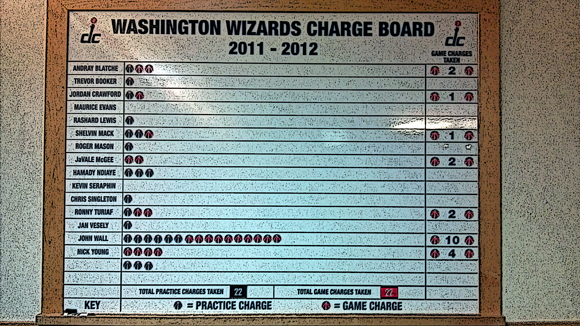 dc
WASHINGTON WIZARDS CHARGE BOARD
dc
2011 - 2012
GAME CHARGES
TAKEN
ANDRAY BLATCHE 2
TREVOR BOOKER
JORDAN CRAWFORD 1
MAURICE EVANS
RASHARD LEWIS
SHELVIN MACK 1
ROGER MASON
JaVALE McGEE 2
HAMADY NDIAYE
KEVIN SERAPHIN
CHRIS SINGLETON
RONNY TURIAF 2
JAN VESELY
JOHN WALL 10
NICK YOUNG 4
TOTAL PRACTICE CHARGES TAKEN 22 TOTAL GAME CHARGES TAKEN 22
KEY = PRACTICE CHARGE = GAME CHARGE